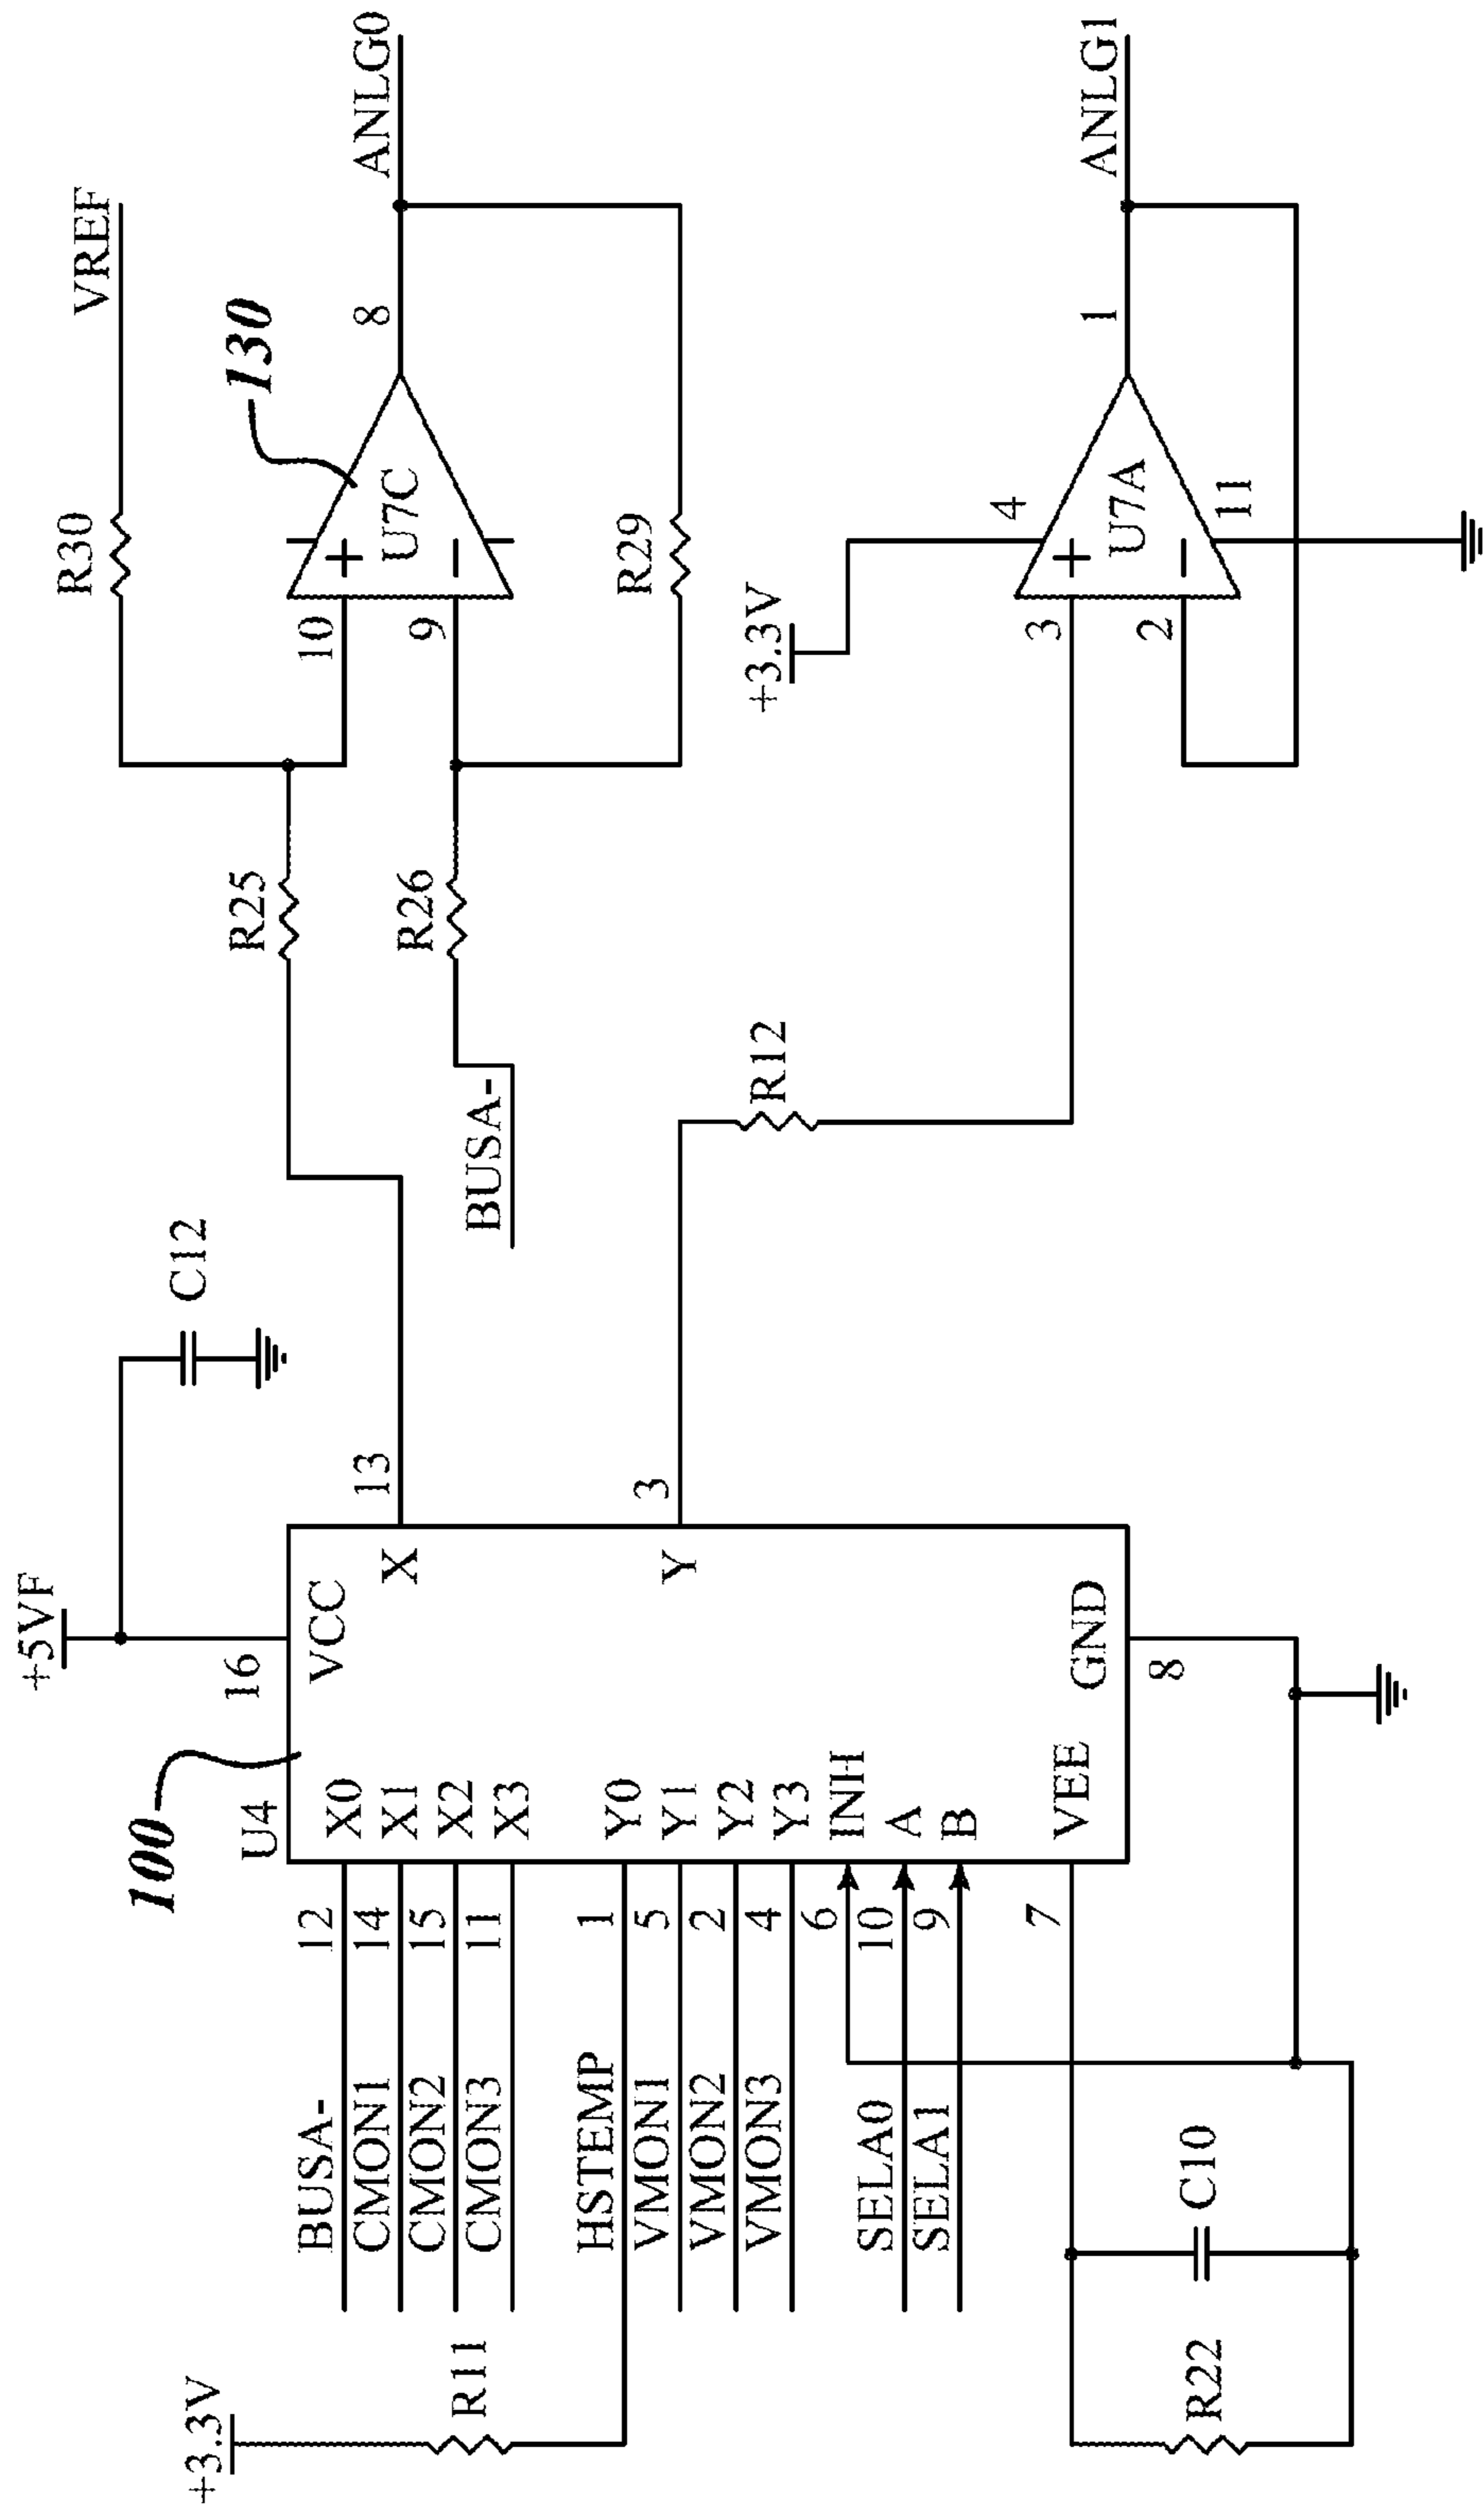 +5VF
C12
100
U4
16
VCC
X0
X1
X2
X3
Y0
Y1
Y2
Y3
INH
A
B
VEE
GND
X
Y
13
3
8
BUSA-
12
CMON1
14
CMON2
15
CMON3
11
+3.3V
R11
HSTEMP
1
VMON1
5
VMON2
2
VMON3
4
6
SELA0
10
SELA1
9
7
C10
R22
VREF
R30
130
R25
10
U7C
+
−
8
ANLG0
R26
9
BUSA-
R29
R12
+3.3V
4
3
U7A
+
−
1
ANLG1
2
11